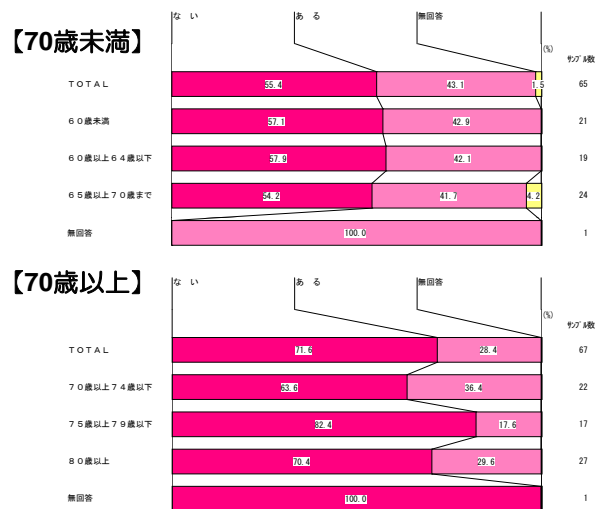 【70歳未満】
な い
あ る
無回答
(%)
ｻﾝﾌﾟﾙ数
ＴＯＴＡＬ 55.4 43.1 1.5 65
６０歳未満 57.1 42.9 21
６０歳以上６４歳以下 57.9 42.1 19
６５歳以上７０歳まで 54.2 41.7 4.2 24
無回答 100.0 1
【70歳以上】
な い
あ る
無回答
(%)
ｻﾝﾌﾟﾙ数
ＴＯＴＡＬ 71.6 28.4 67
７０歳以上７４歳以下 63.6 36.4 22
７５歳以上７９歳以下 82.4 17.6 17
８０歳以上 70.4 29.6 27
無回答 100.0 1